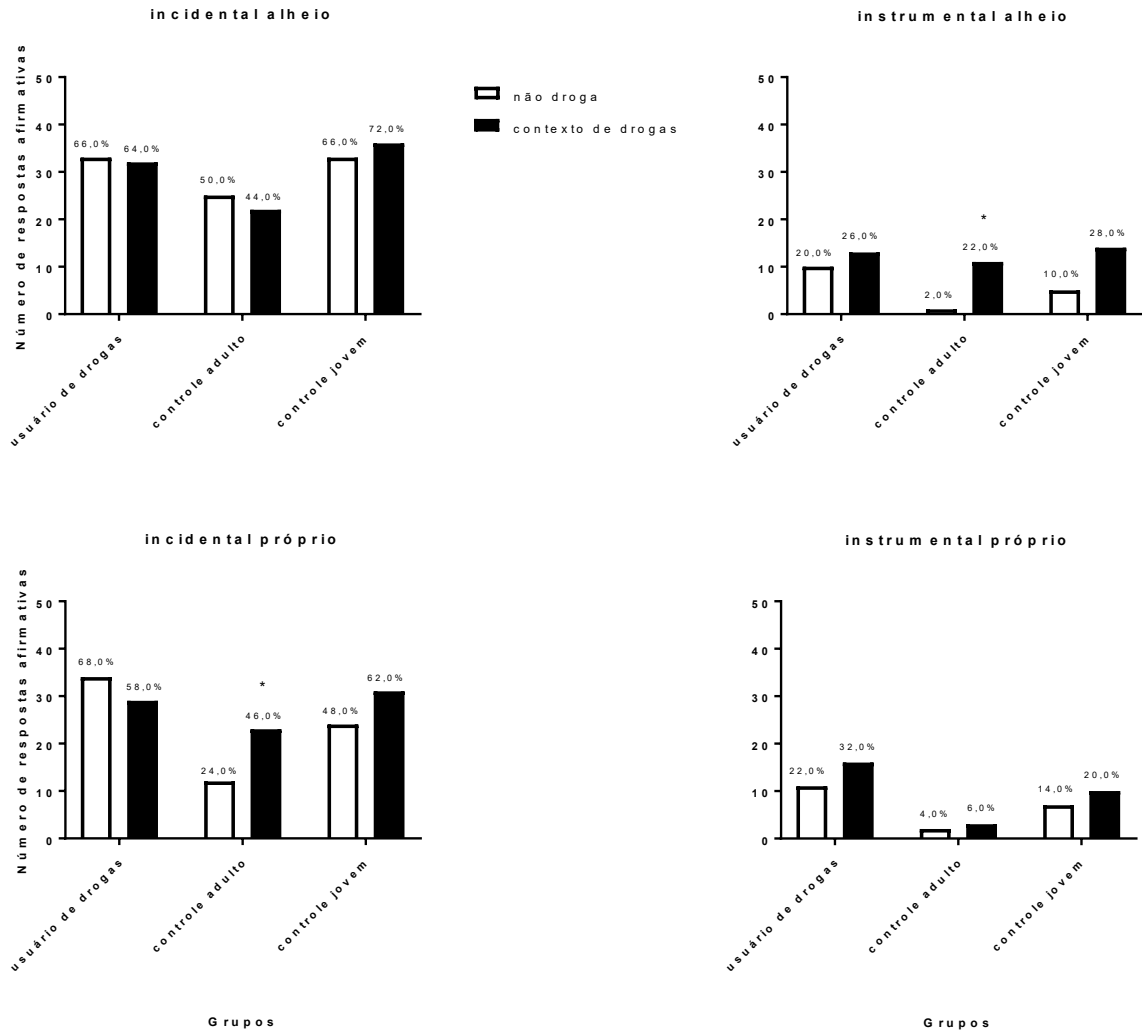 incidental alheio
Número de respostas afirmativas
50
40
30
20
10
0
66,0%
64,0%
50,0%
44,0%
66,0%
72,0%
usuário de drogas
controle adulto
controle jovem
não droga
contexto de drogas
instrumental alheio
50
40
30
20
10
0
20,0%
26,0%
2,0%
22,0%
*
10,0%
28,0%
usuário de drogas
controle adulto
controle jovem
incidental próprio
Número de respostas afirmativas
50
40
30
20
10
0
68,0%
58,0%
24,0%
46,0%
*
48,0%
62,0%
usuário de drogas
controle adulto
controle jovem
Grupos
instrumental próprio
50
40
30
20
10
0
22,0%
32,0%
4,0%
6,0%
14,0%
20,0%
usuário de drogas
controle adulto
controle jovem
Grupos